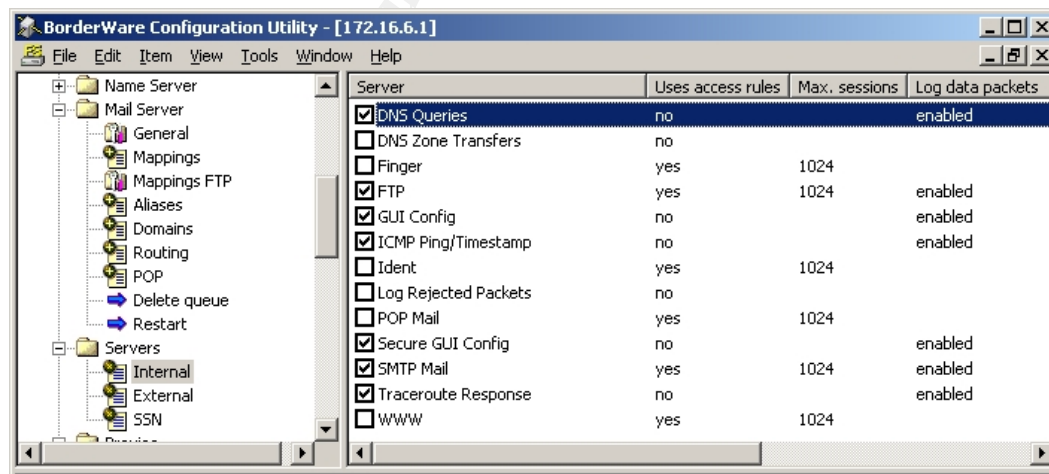 BorderWare Configuration Utility - [172.16.6.1]
File Edit Item View Tools Window Help
Name Server
Mail Server
General
Mappings
Mappings FTP
Aliases
Domains
Routing
POP
Delete queue
Restart
Servers
Internal
External
SSN
Server Uses access rules Max. sessions Log data packets
DNS Queries no enabled
DNS Zone Transfers no
Finger yes 1024
FTP yes 1024 enabled
GUI Config no enabled
ICMP Ping/Timestamp no enabled
Ident yes 1024
Log Rejected Packets no
POP Mail yes 1024
Secure GUI Config no enabled
SMTP Mail yes 1024 enabled
Traceroute Response no enabled
WWW yes 1024